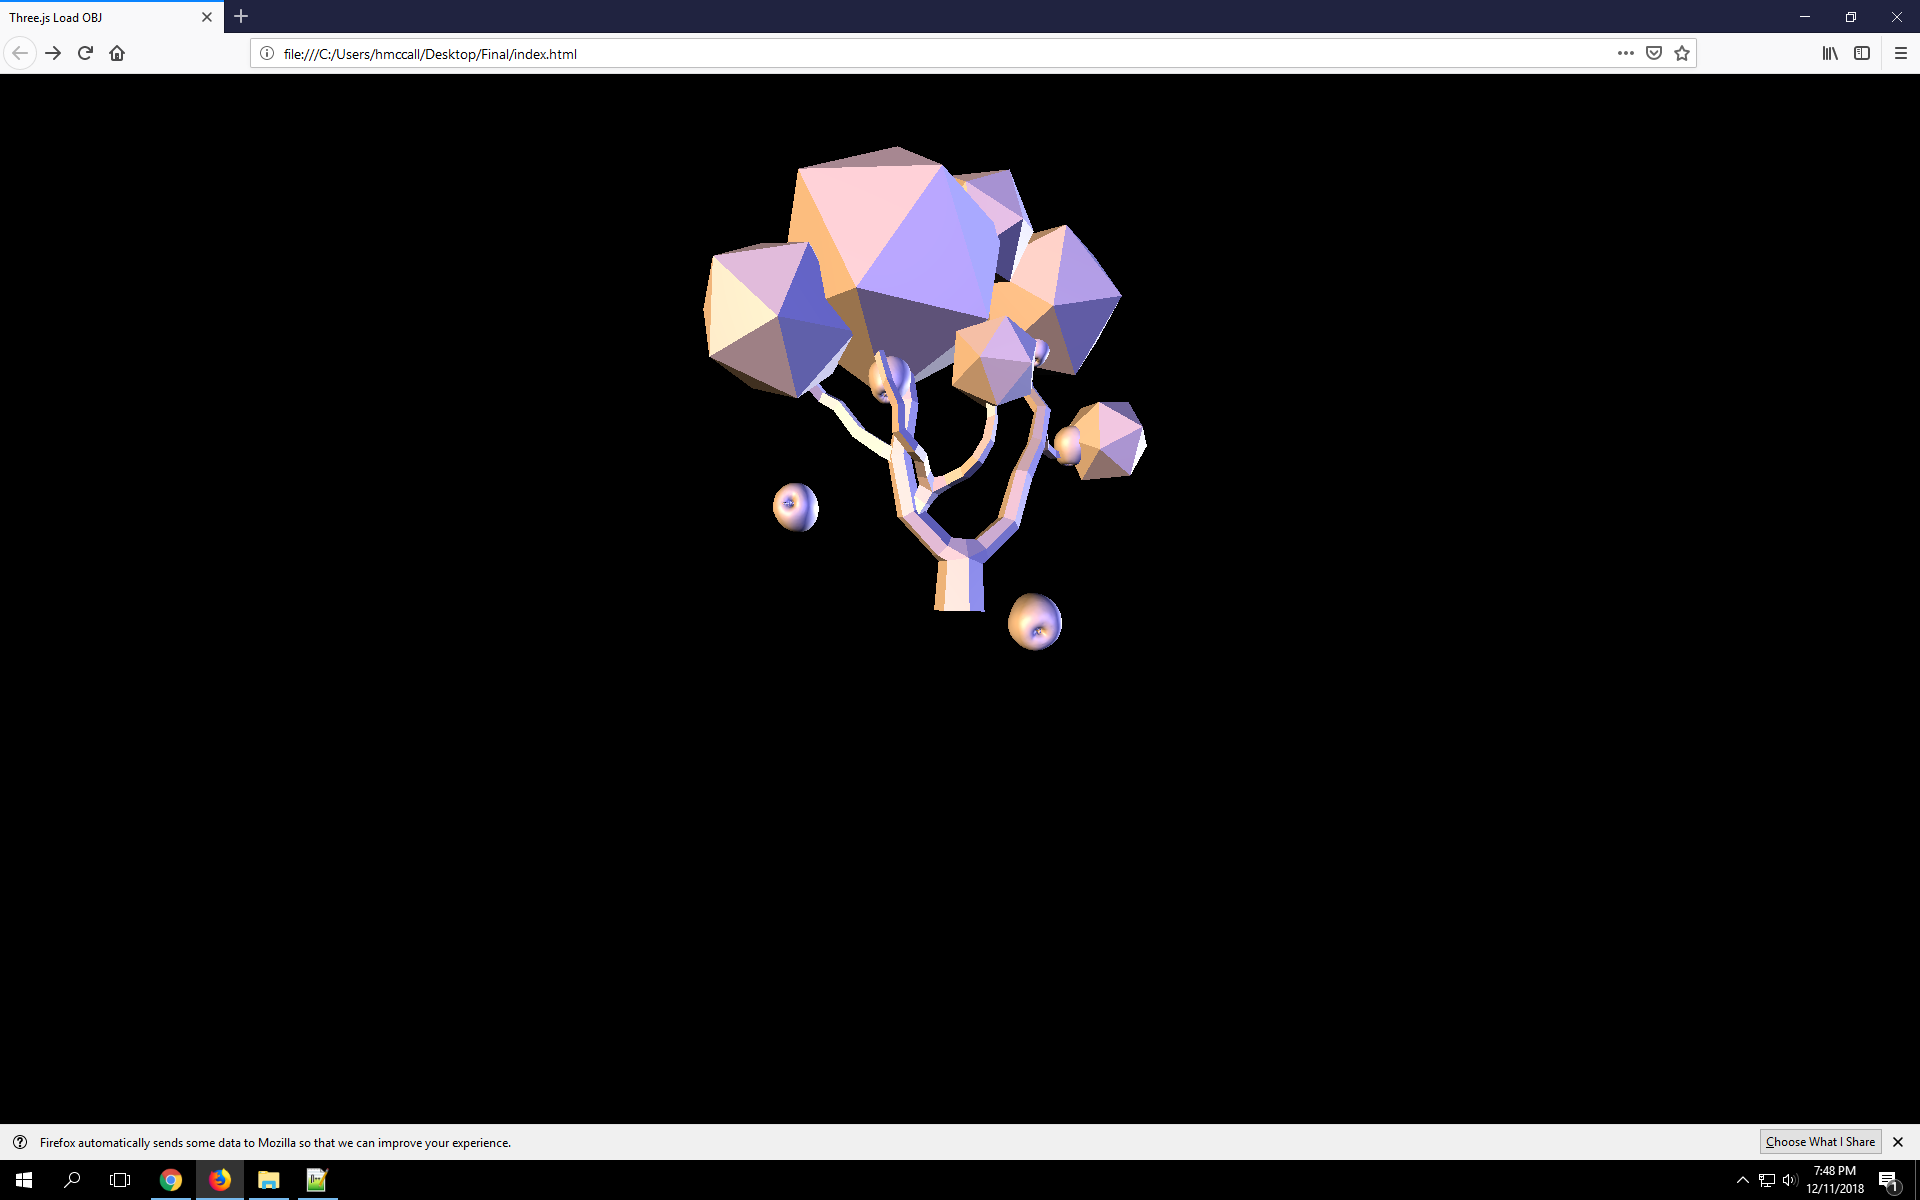 Three.js Load OBJ
file:///C:/Users/hmccall/Desktop/Final/index.html
Firefox automatically sends some data to Mozilla so that we can improve your experience.
Choose What I Share
7:48 PM
12/11/2018
1